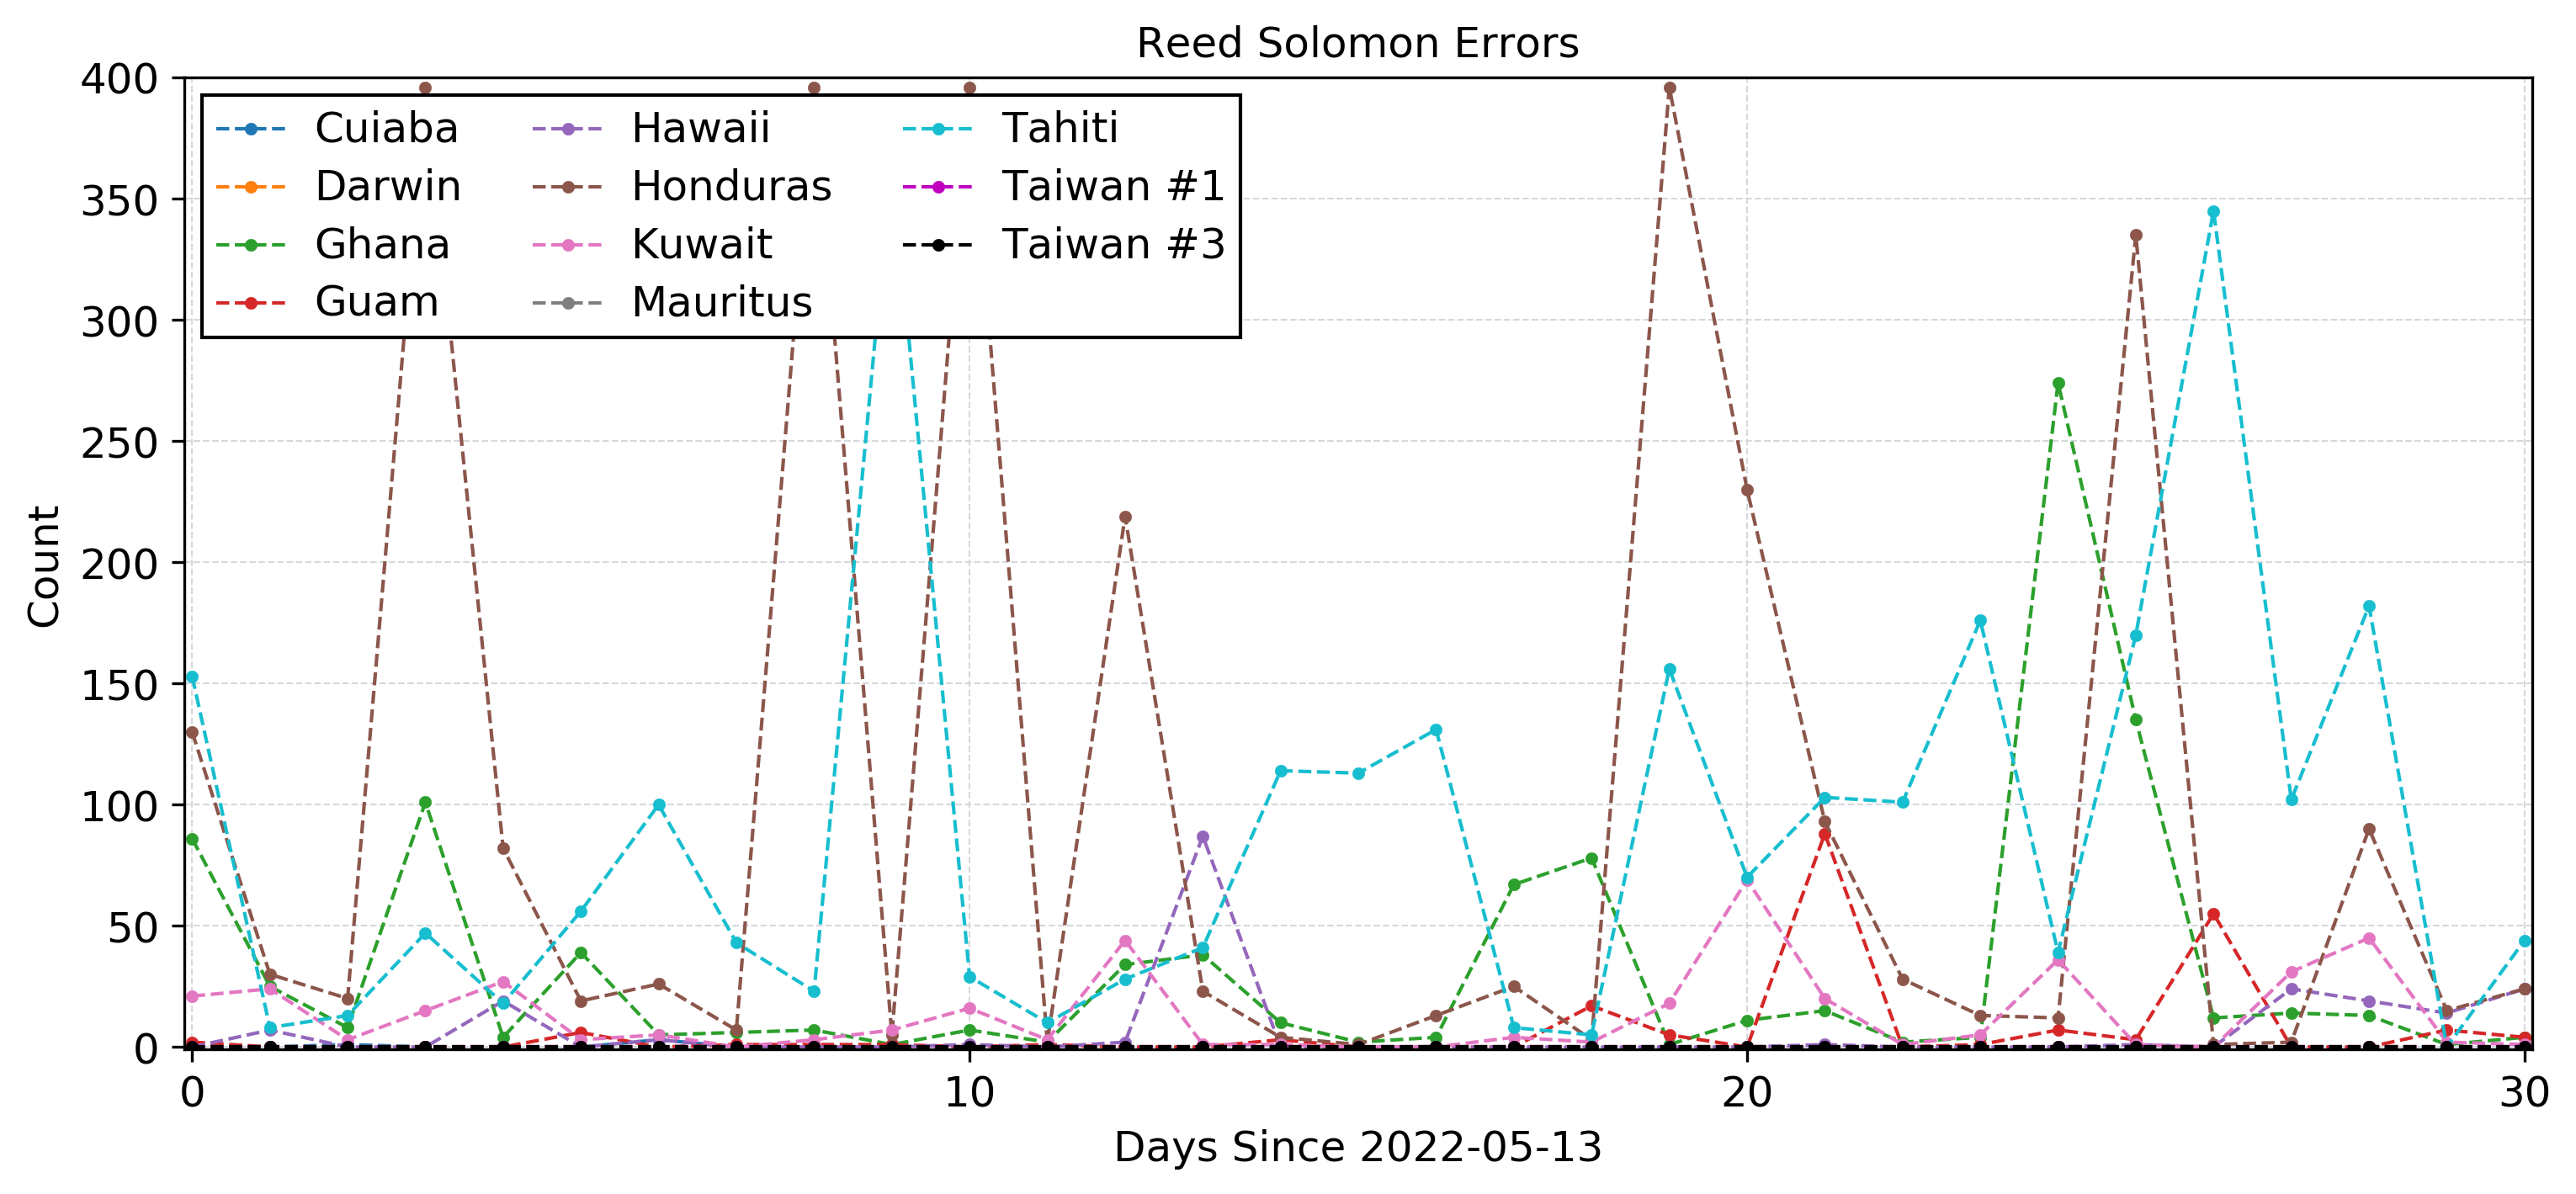 Reed Solomon Errors
400
350
300
250
200
150
100
50
0
Count
Cuiaba
Darwin
Ghana
Guam
Hawaii
Honduras
Kuwait
Mauritus
Tahiti
Taiwan #1
Taiwan #3
0 10 20 30
Days Since 2022-05-13